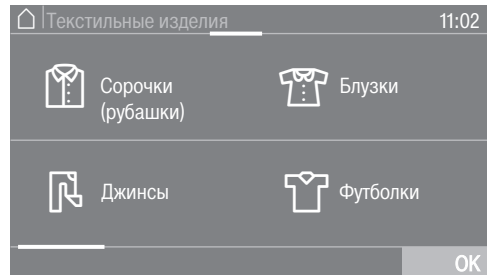 Текстильные изделия 11:02
Сорочки
(рубашки)
Блузки
Джинсы
Футболки
OK